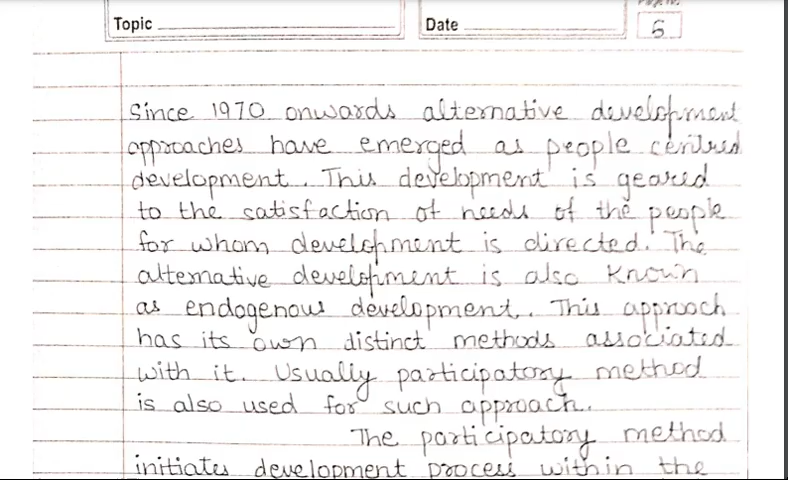 Page No.
Topic
Date
5
Since 1970 onwards alternative development
approaches have emerged as people centred
development. This development is geared
to the satisfaction of needs of the people
for whom development is directed. The
alternative development is also known
as endogenous development. This approach
has its own distinct methods associated
with it. Usually participatory method
is also used for such approach.
The participatory method
initiates development process within the